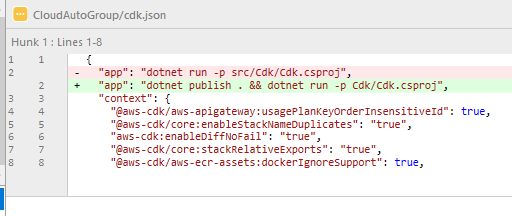 CloudAutoGroup/cdk.json
Hunk 1 : Lines 1-8
1 1 {
2 - "app": "dotnet run -p src/Cdk/Cdk.csproj",
2 + "app": "dotnet publish . && dotnet run -p Cdk/Cdk.csproj",
3 3 "context": {
4 4 "@aws-cdk/aws-apigateway:usagePlanKeyOrderInsensitiveId": true,
5 5 "@aws-cdk/core:enableStackNameDuplicates": "true",
6 6 "aws-cdk:enableDiffNoFail": "true",
7 7 "@aws-cdk/core:stackRelativeExports": "true",
8 8 "@aws-cdk/aws-ecr-assets:dockerIgnoreSupport": true,